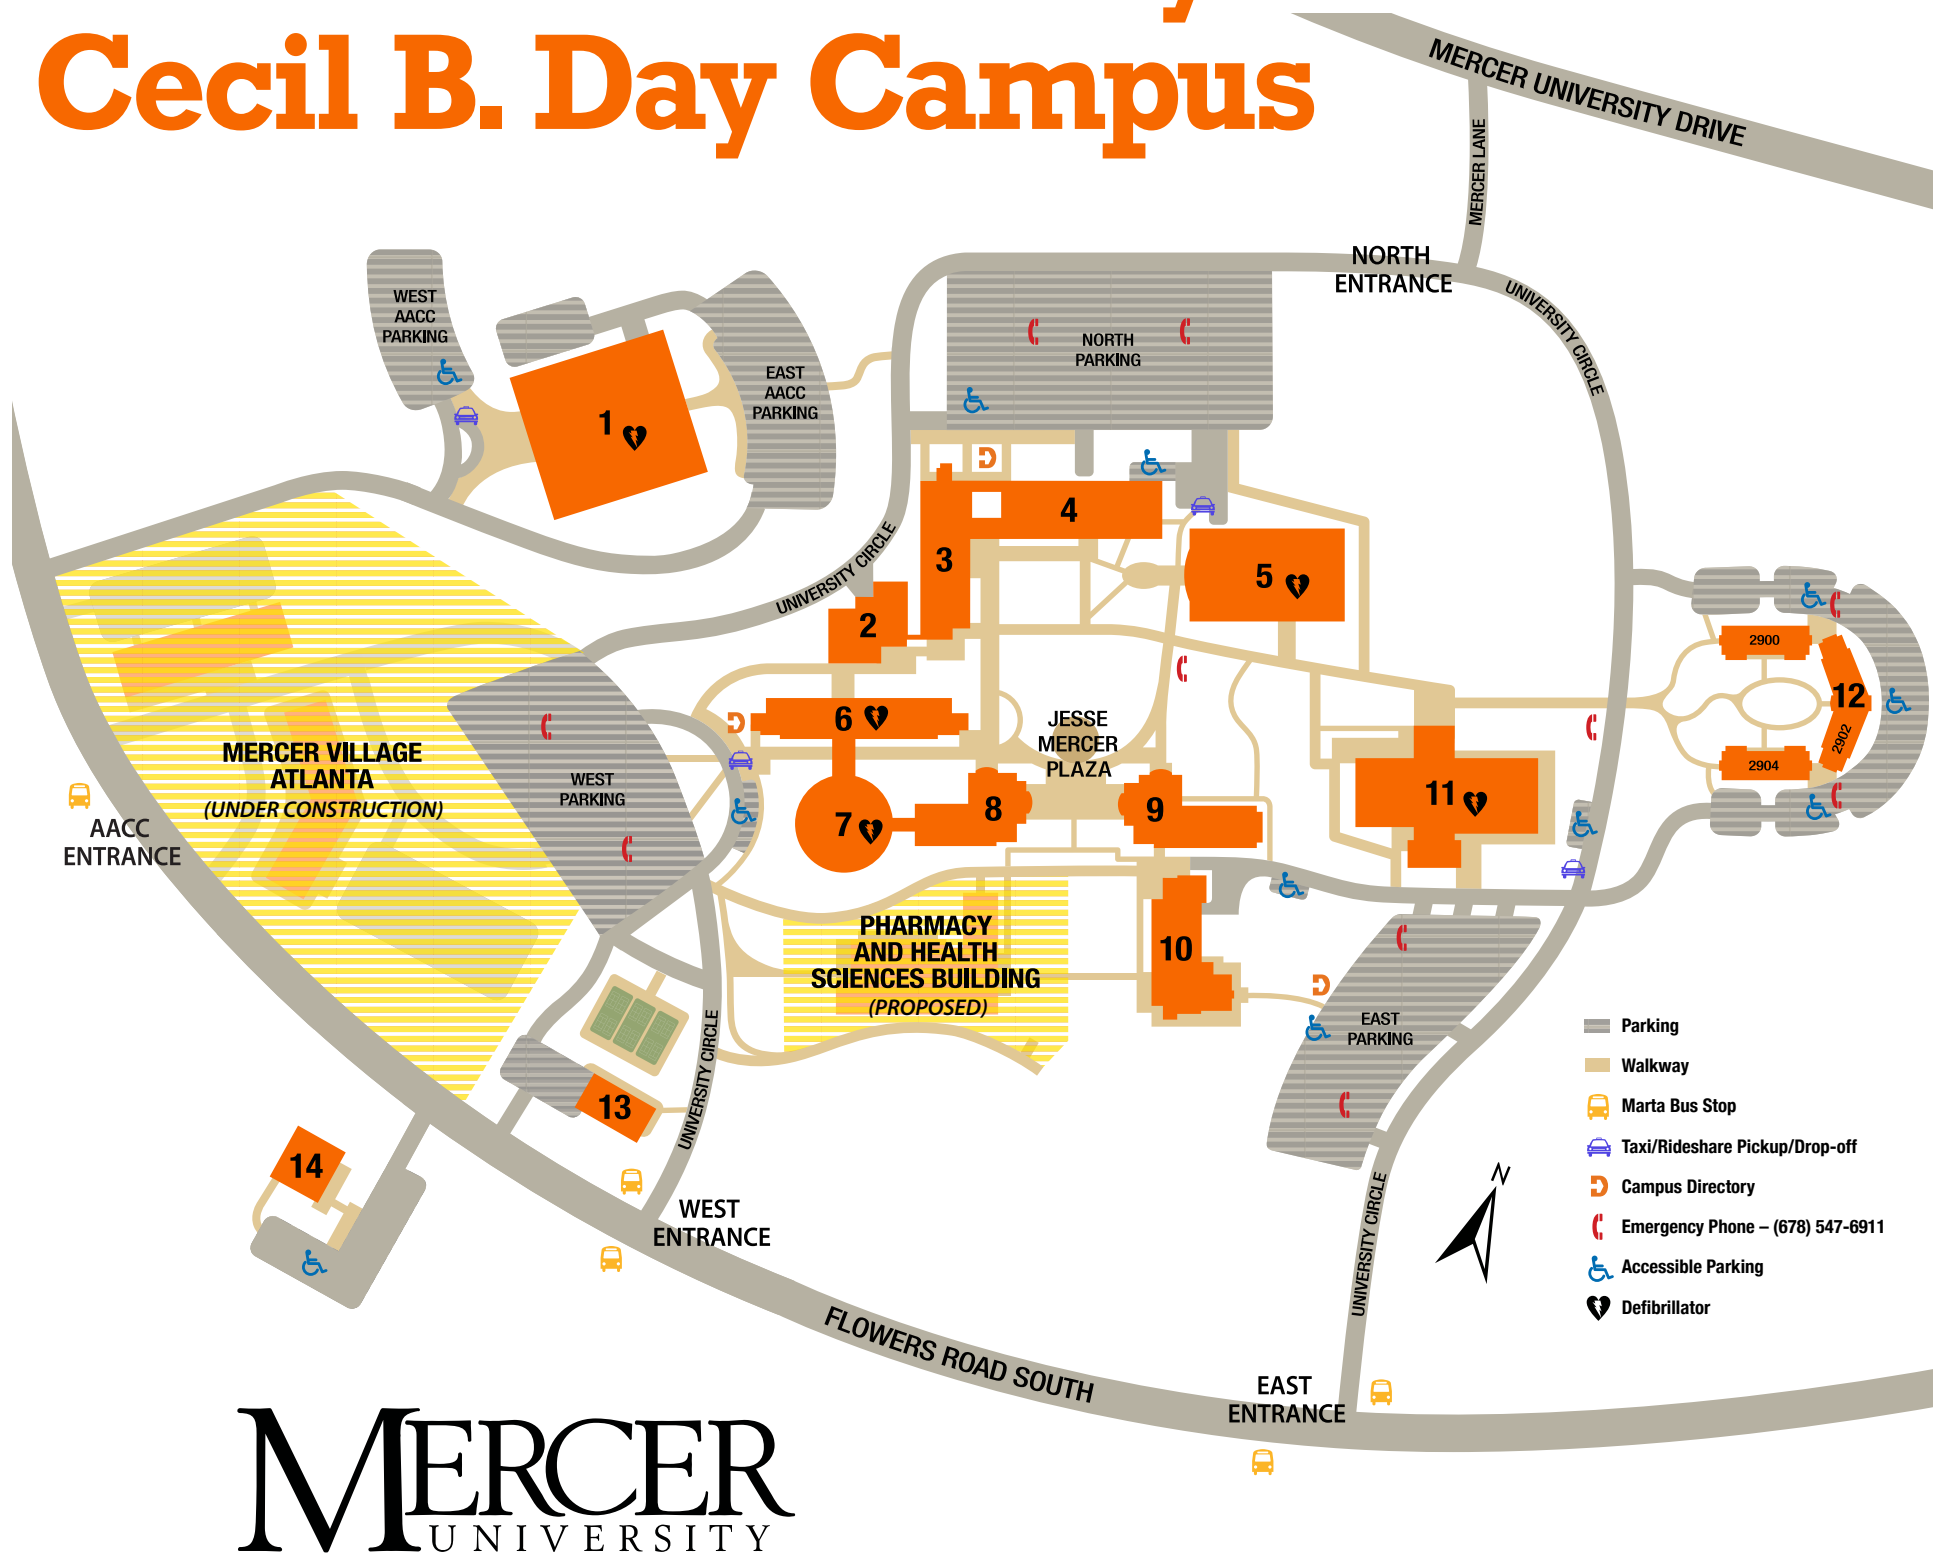 Cecil B. Day Campus
MERCER UNIVERSITY DRIVE
MERCER LANE
NORTH
ENTRANCE
UNIVERSITY CIRCLE
WEST
AACC
PARKING
EAST
AACC
PARKING
NORTH
PARKING
1
4
3
5
2
UNIVERSITY CIRCLE
2900
12
2902
2904
6
JESSE
MERCER
PLAZA
MERCER VILLAGE
ATLANTA
(UNDER CONSTRUCTION)
WEST
PARKING
AACC
ENTRANCE
7
8
9
11
PHARMACY
AND HEALTH
SCIENCES BUILDING
(PROPOSED)
10
EAST
PARKING
UNIVERSITY CIRCLE
13
14
WEST
ENTRANCE
UNIVERSITY CIRCLE
N
Parking
Walkway
Marta Bus Stop
Taxi/Rideshare Pickup/Drop-off
Campus Directory
Emergency Phone – (678) 547-6911
Accessible Parking
Defibrillator
FLOWERS ROAD SOUTH
EAST
ENTRANCE
MERCER
UNIVERSITY